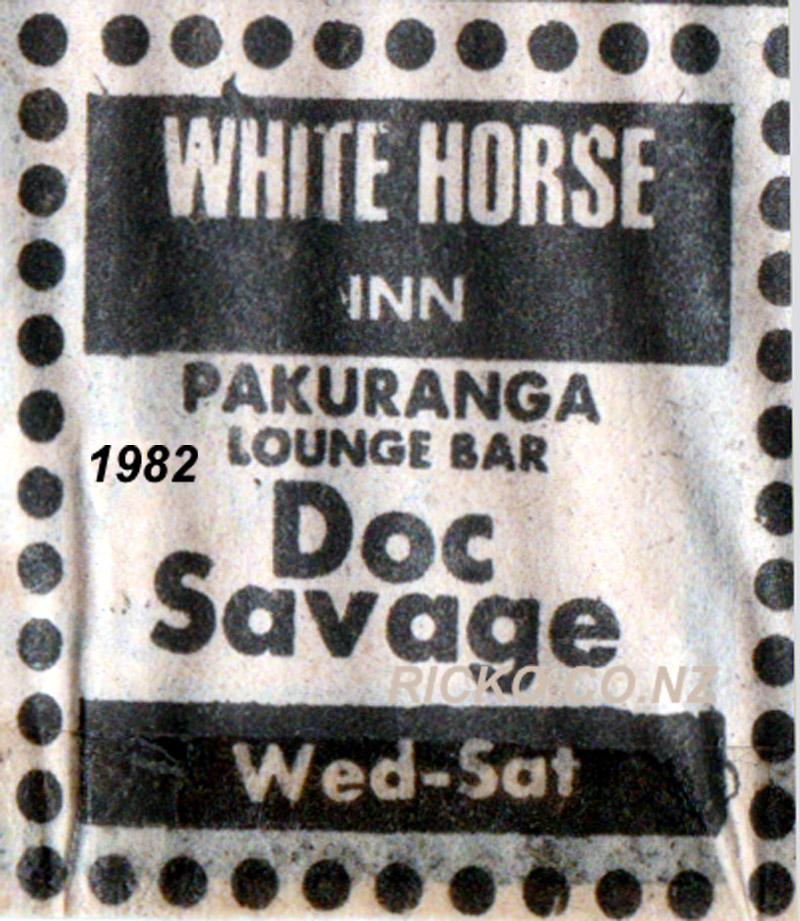 WHITE HORSE
INN
PAKURANGA
LOUNGE BAR
1982
Doc
Savage
RICKO.CO.NZ
Wed-Sat